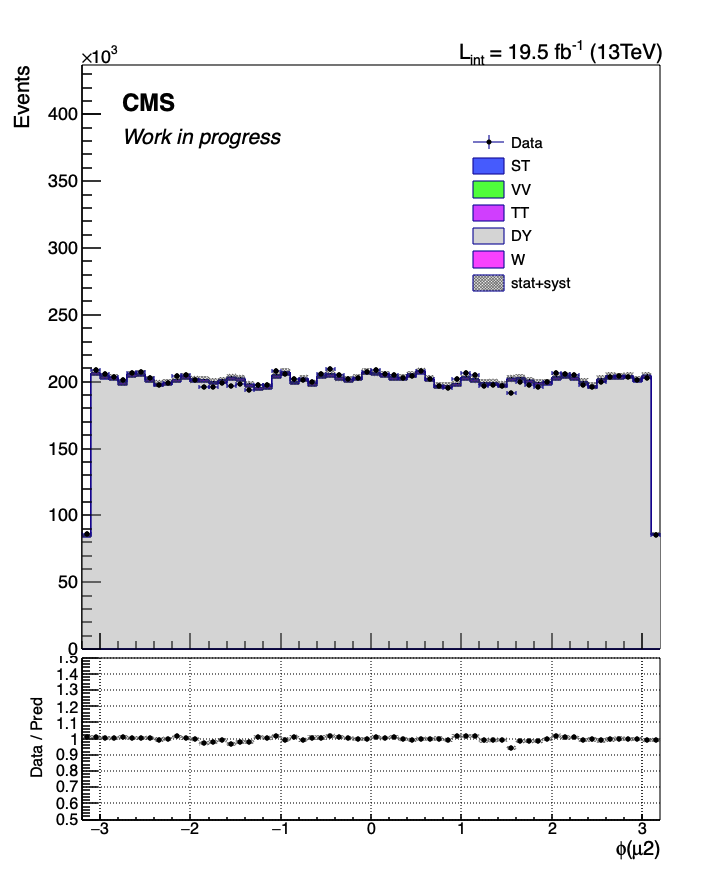 ×10³
L_int = 19.5 fb⁻¹ (13TeV)
Events
CMS
Work in progress
Data
ST
VV
TT
DY
W
stat+syst
400
350
300
250
200
150
100
50
0
Data / Pred
1.5
1.4
1.3
1.2
1.1
1
0.9
0.8
0.7
0.6
0.5
−3 −2 −1 0 1 2 3
ϕ(μ2)